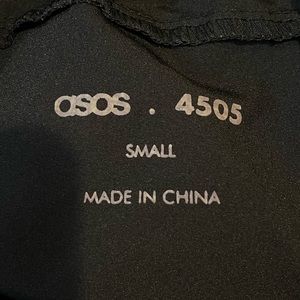 asos . 4505
SMALL
MADE IN CHINA